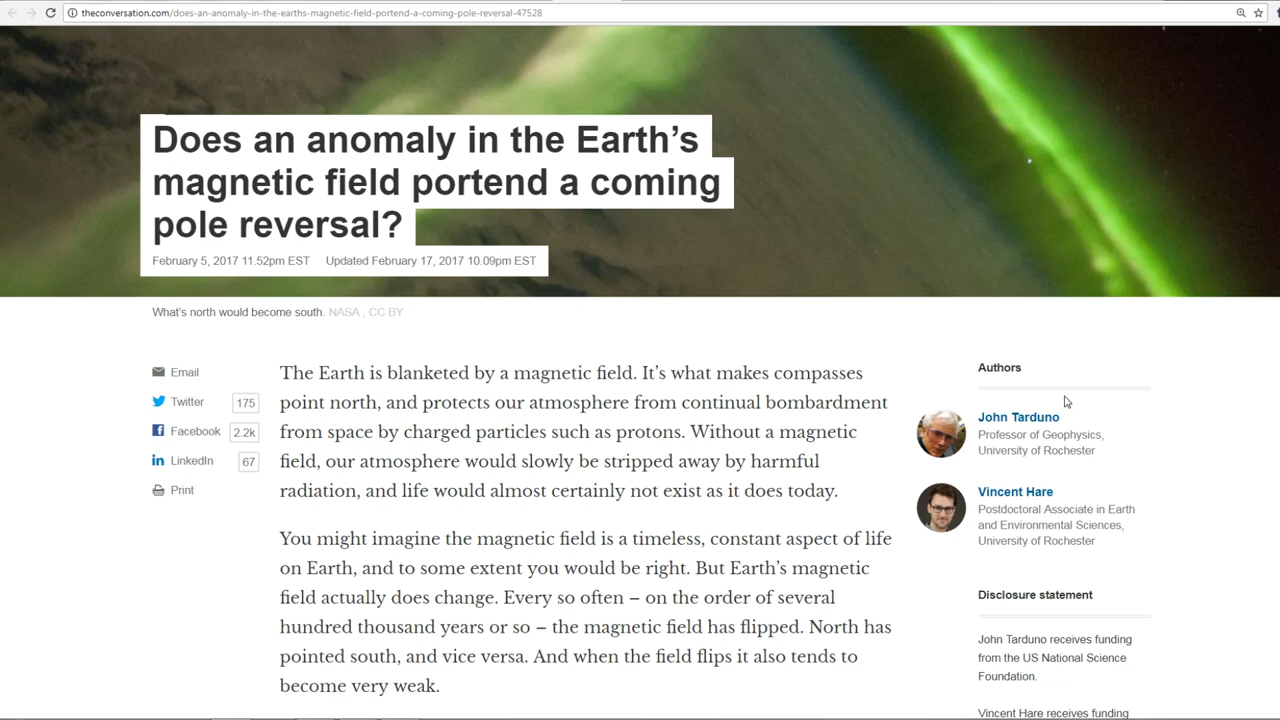 theconversation.com/does-an-anomaly-in-the-earths-magnetic-field-portend-a-coming-pole-reversal-47528
Does an anomaly in the Earth's
magnetic field portend a coming
pole reversal?
February 5, 2017 11.52pm EST Updated February 17, 2017 10.09pm EST
What's north would become south. NASA , CC BY
Email
Twitter 175
Facebook 2.2k
LinkedIn 67
Print
The Earth is blanketed by a magnetic field. It's what makes compasses
point north, and protects our atmosphere from continual bombardment
from space by charged particles such as protons. Without a magnetic
field, our atmosphere would slowly be stripped away by harmful
radiation, and life would almost certainly not exist as it does today.
You might imagine the magnetic field is a timeless, constant aspect of life
on Earth, and to some extent you would be right. But Earth's magnetic
field actually does change. Every so often – on the order of several
hundred thousand years or so – the magnetic field has flipped. North has
pointed south, and vice versa. And when the field flips it also tends to
become very weak.
Authors
John Tarduno
Professor of Geophysics,
University of Rochester
Vincent Hare
Postdoctoral Associate in Earth
and Environmental Sciences,
University of Rochester
Disclosure statement
John Tarduno receives funding
from the US National Science
Foundation.
Vincent Hare receives funding